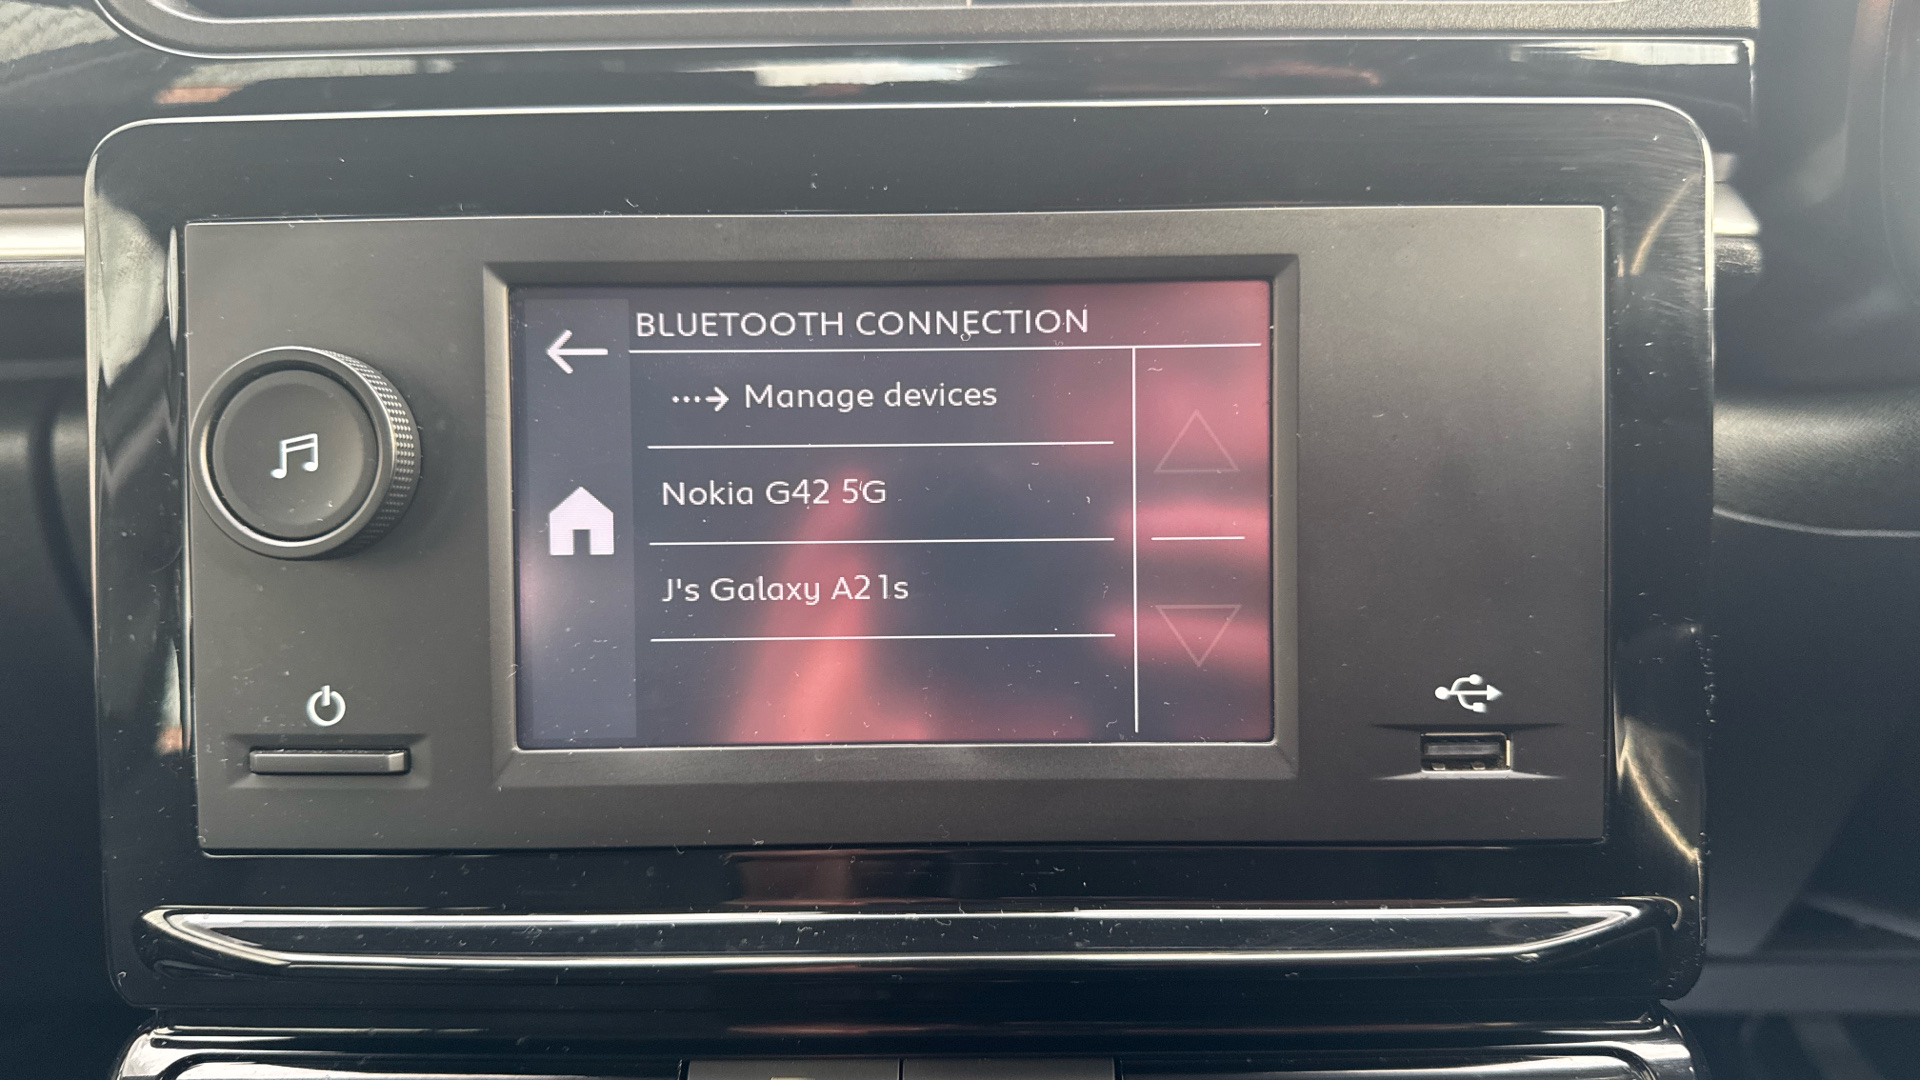 BLUETOOTH CONNECTION
Manage devices
Nokia G42 5G
J's Galaxy A21s